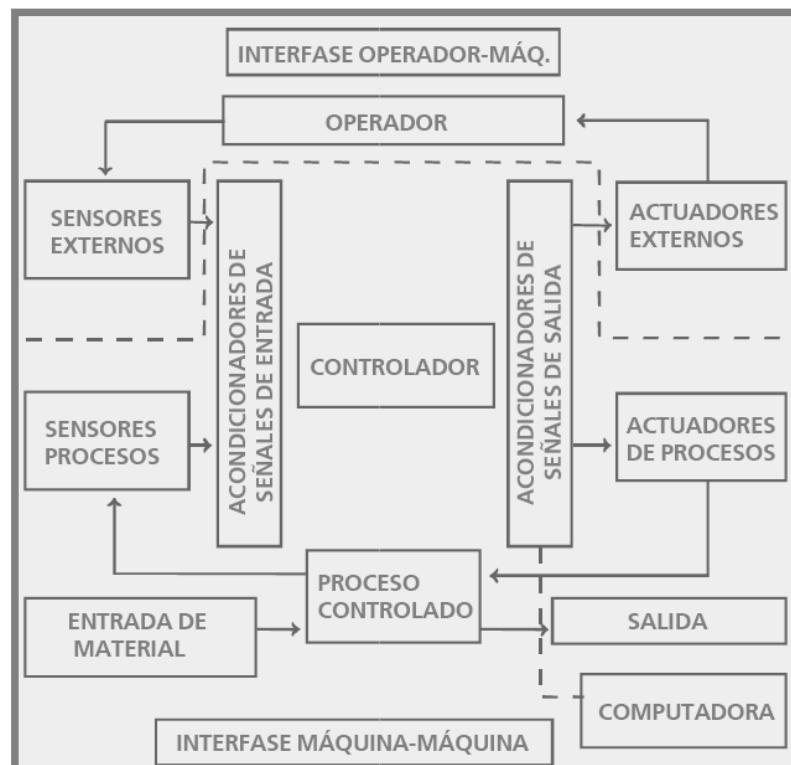 INTERFASE OPERADOR-MÁQ.
OPERADOR
SENSORES
EXTERNOS
ACONDICIONADORES DE
SEÑALES DE ENTRADA
ACONDICIONADORES DE
SEÑALES DE SALIDA
ACTUADORES
EXTERNOS
CONTROLADOR
SENSORES
PROCESOS
ACTUADORES
DE PROCESOS
PROCESO
CONTROLADO
ENTRADA DE
MATERIAL
SALIDA
COMPUTADORA
INTERFASE MÁQUINA-MÁQUINA